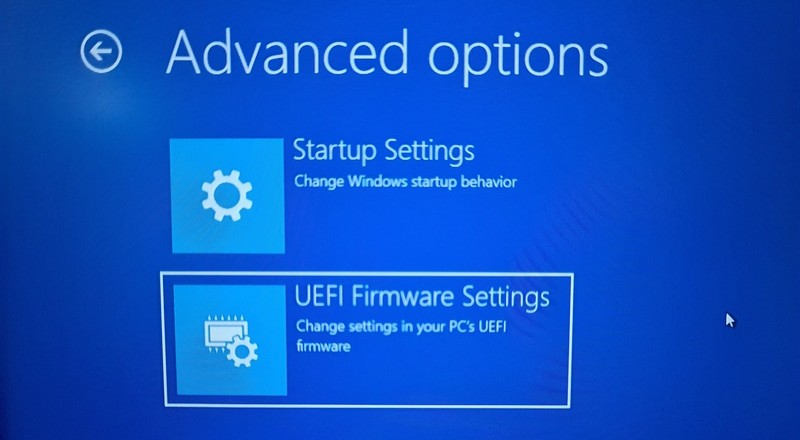 Advanced options
Startup Settings
Change Windows startup behavior
UEFI Firmware Settings
Change settings in your PC's UEFI
firmware